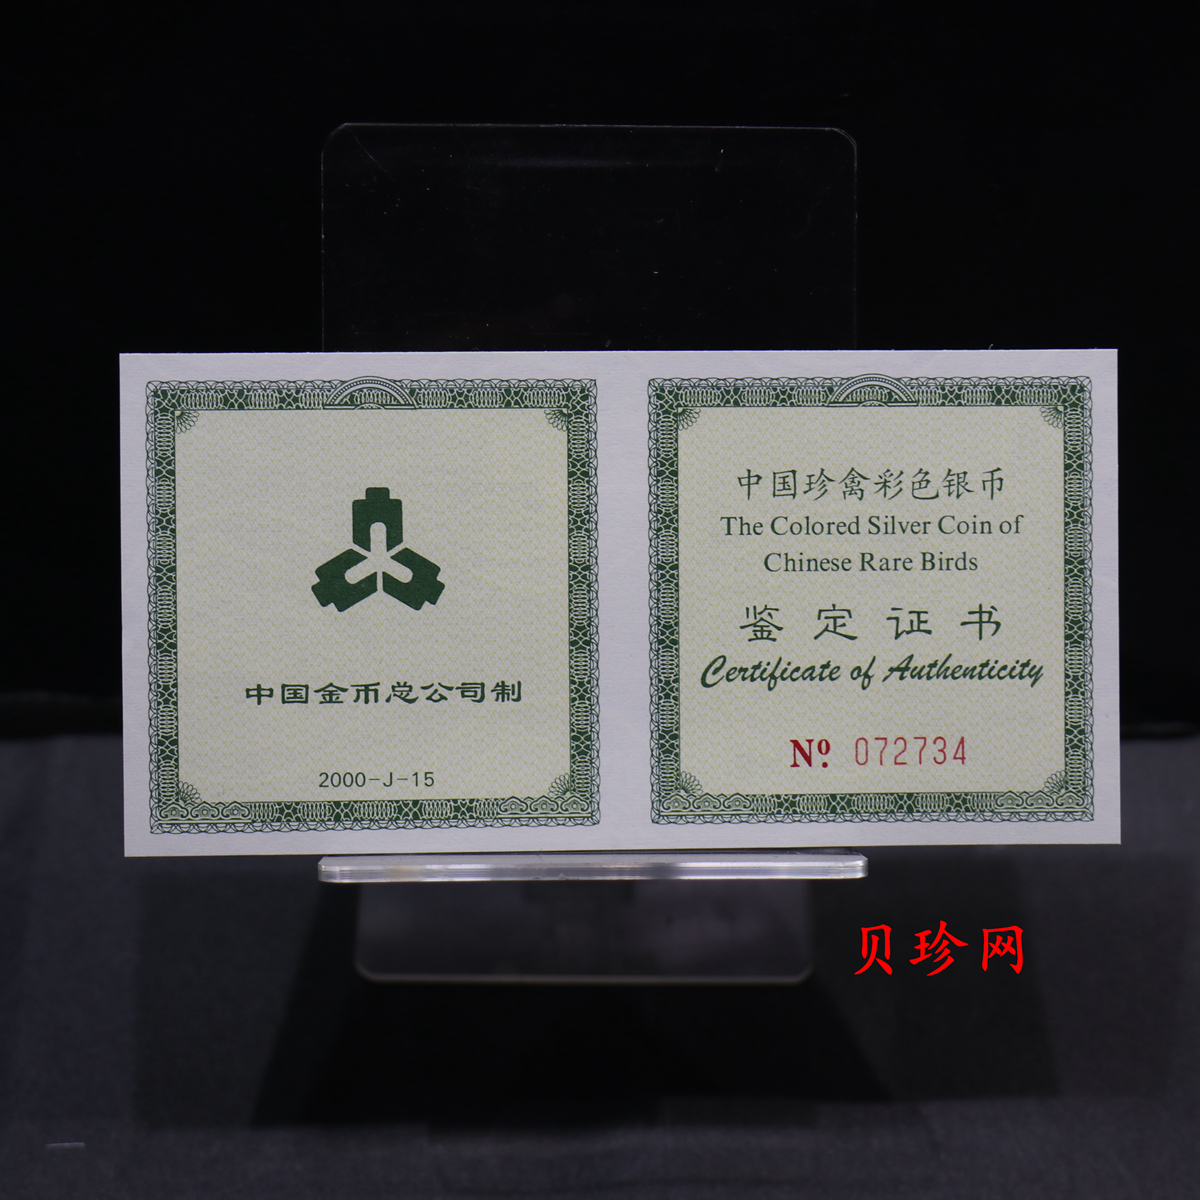 中国金币总公司制
2000-J-15
中国珍禽彩色银币
The Colored Silver Coin of
Chinese Rare Birds
鉴定证书
Certificate of Authenticity
Nº 072734
贝珍网